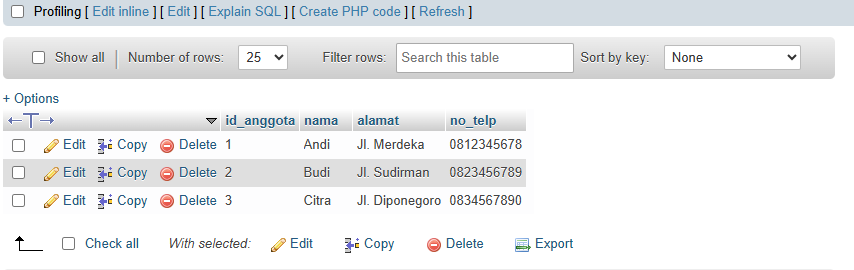 Profiling [ Edit inline ] [ Edit ] [ Explain SQL ] [ Create PHP code ] [ Refresh ]
Show all Number of rows: 25 Filter rows: Search this table Sort by key: None
+ Options
←T→ id_anggota nama alamat no_telp
Edit Copy Delete 1 Andi Jl. Merdeka 0812345678
Edit Copy Delete 2 Budi Jl. Sudirman 0823456789
Edit Copy Delete 3 Citra Jl. Diponegoro 0834567890
Check all With selected: Edit Copy Delete Export